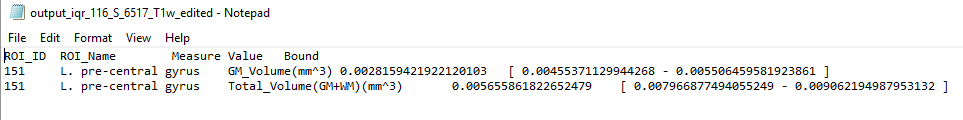 output_iqr_116_S_6517_T1w_edited - Notepad
File Edit Format View Help
ROI_ID ROI_Name Measure Value Bound
151 L. pre-central gyrus GM_Volume(mm^3) 0.0028159421922120103 [ 0.00455371129944268 - 0.005506459581923861 ]
151 L. pre-central gyrus Total_Volume(GM+WM)(mm^3) 0.005655861822652479 [ 0.007966877494055249 - 0.009062194987953132 ]